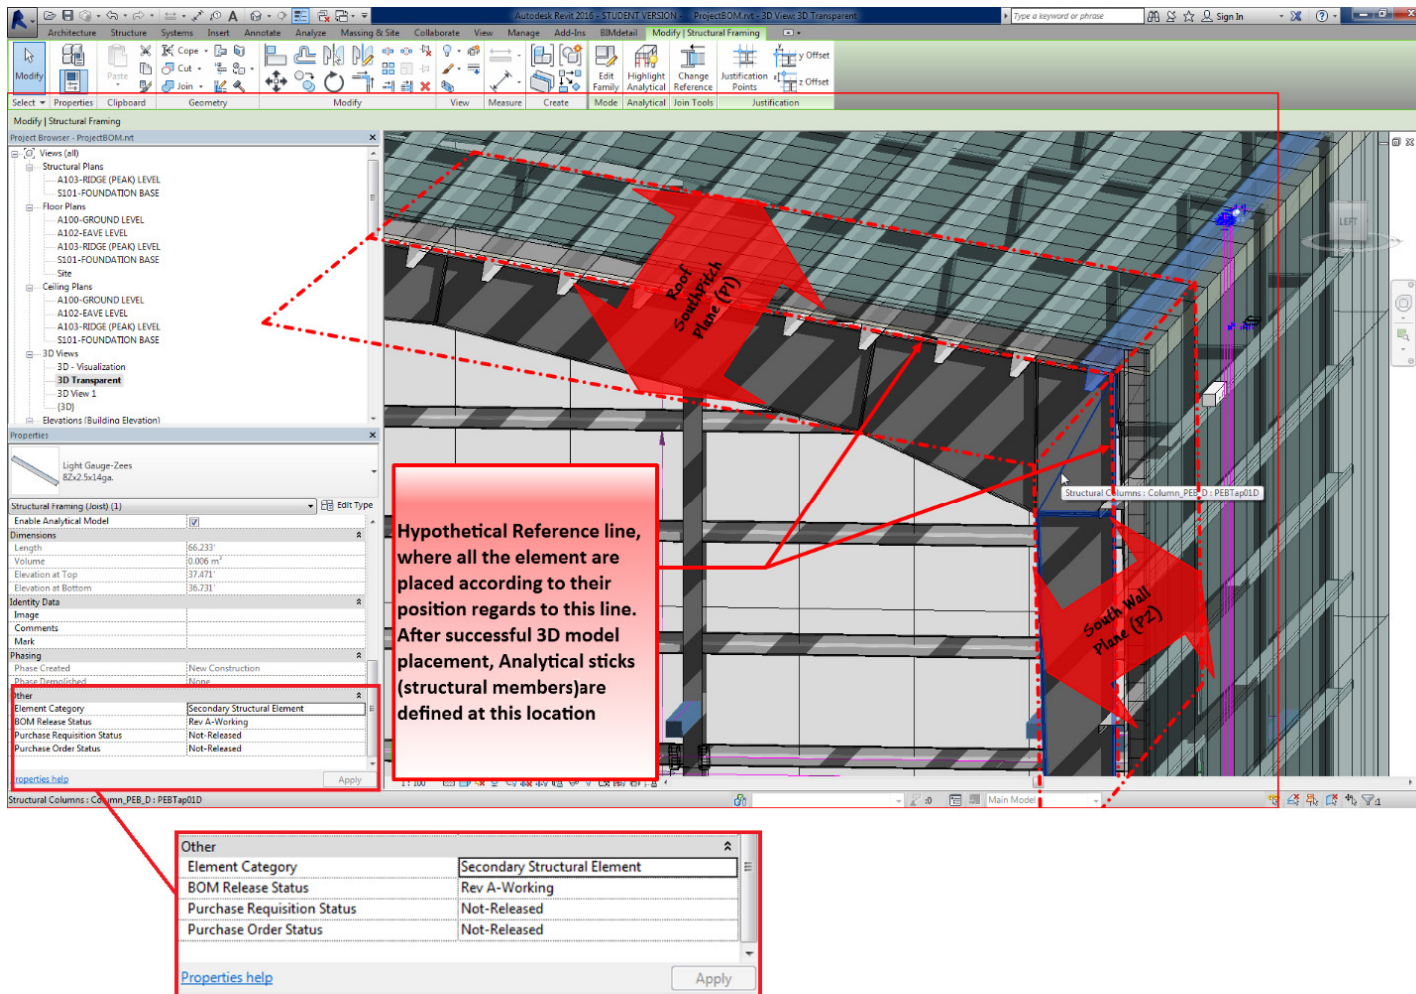 Autodesk Revit 2016 - STUDENT VERSION - ProjectBOM.rvt - 3D View: 3D Transparent
Type a keyword or phrase
Sign In
Architecture Structure Systems Insert Annotate Analyze Massing & Site Collaborate View Manage Add-Ins BIMdetail Modify | Structural Framing
Modify
Paste
Cope
Cut
Join
Edit Family
Highlight Analytical
Change Reference
Justification Points
y Offset
z Offset
Select Properties Clipboard Geometry Modify View Measure Create Mode Analytical Join Tools Justification
Modify | Structural Framing
Project Browser - ProjectBOM.rvt
Views (all)
Structural Plans
A103-RIDGE (PEAK) LEVEL
S101-FOUNDATION BASE
Floor Plans
A100-GROUND LEVEL
A102-EAVE LEVEL
A103-RIDGE (PEAK) LEVEL
S101-FOUNDATION BASE
Site
Ceiling Plans
A100-GROUND LEVEL
A102-EAVE LEVEL
A103-RIDGE (PEAK) LEVEL
S101-FOUNDATION BASE
3D Views
3D - Visualization
3D Transparent
3D View 1
{3D}
Elevations (Building Elevation)
LEFT
Roof
SouthPitch
Plane (P1)
South Wall
Plane (P2)
Structural Columns : Column_PEB_D : PEBTap01D
Hypothetical Reference line,
where all the element are
placed according to their
position regards to this line.
After successful 3D model
placement, Analytical sticks
(structural members)are
defined at this location
Properties
Light Gauge-Zees
8Zx2.5x14ga.
Structural Framing (Joist) (1) Edit Type
Enable Analytical Model
Dimensions
Length 66.233'
Volume 0.006 m³
Elevation at Top 37.471'
Elevation at Bottom 36.731'
Identity Data
Image
Comments
Mark
Phasing
Phase Created New Construction
Phase Demolished None
Other
Element Category Secondary Structural Element
BOM Release Status Rev A-Working
Purchase Requisition Status Not-Released
Purchase Order Status Not-Released
Properties help Apply
1 : 100
Structural Columns : Column_PEB_D : PEBTap01D
:0
Main Model
:1
Other
Element Category Secondary Structural Element
BOM Release Status Rev A-Working
Purchase Requisition Status Not-Released
Purchase Order Status Not-Released
Properties help Apply